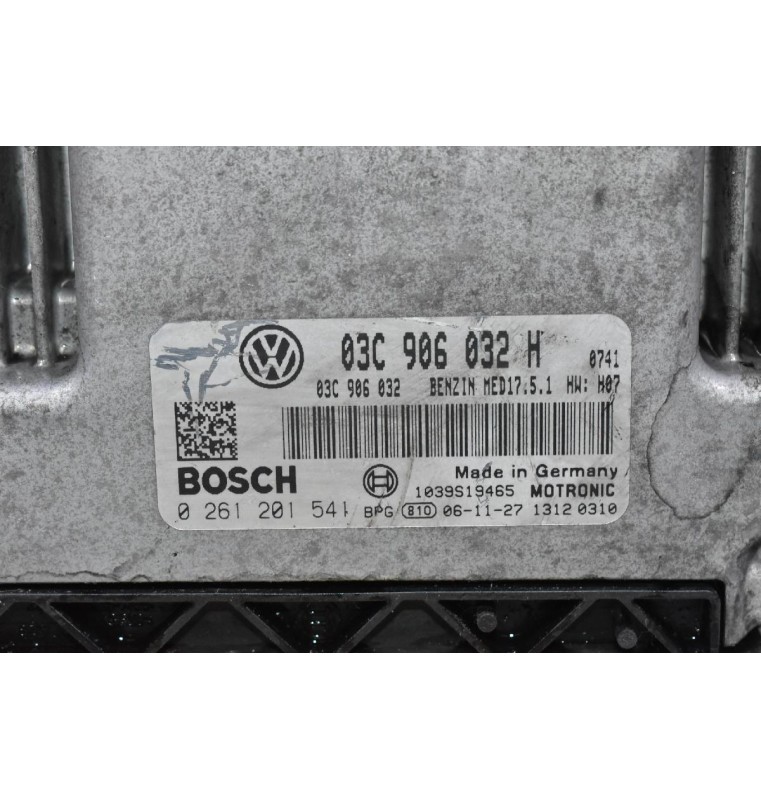 03C 906 032 H 0741
03C 906 032 BENZIN MED17.5.1 HW: H07
BOSCH Made in Germany
1039S19465 MOTRONIC
0 261 201 541 BPG 810 06-11-27 1312 0310